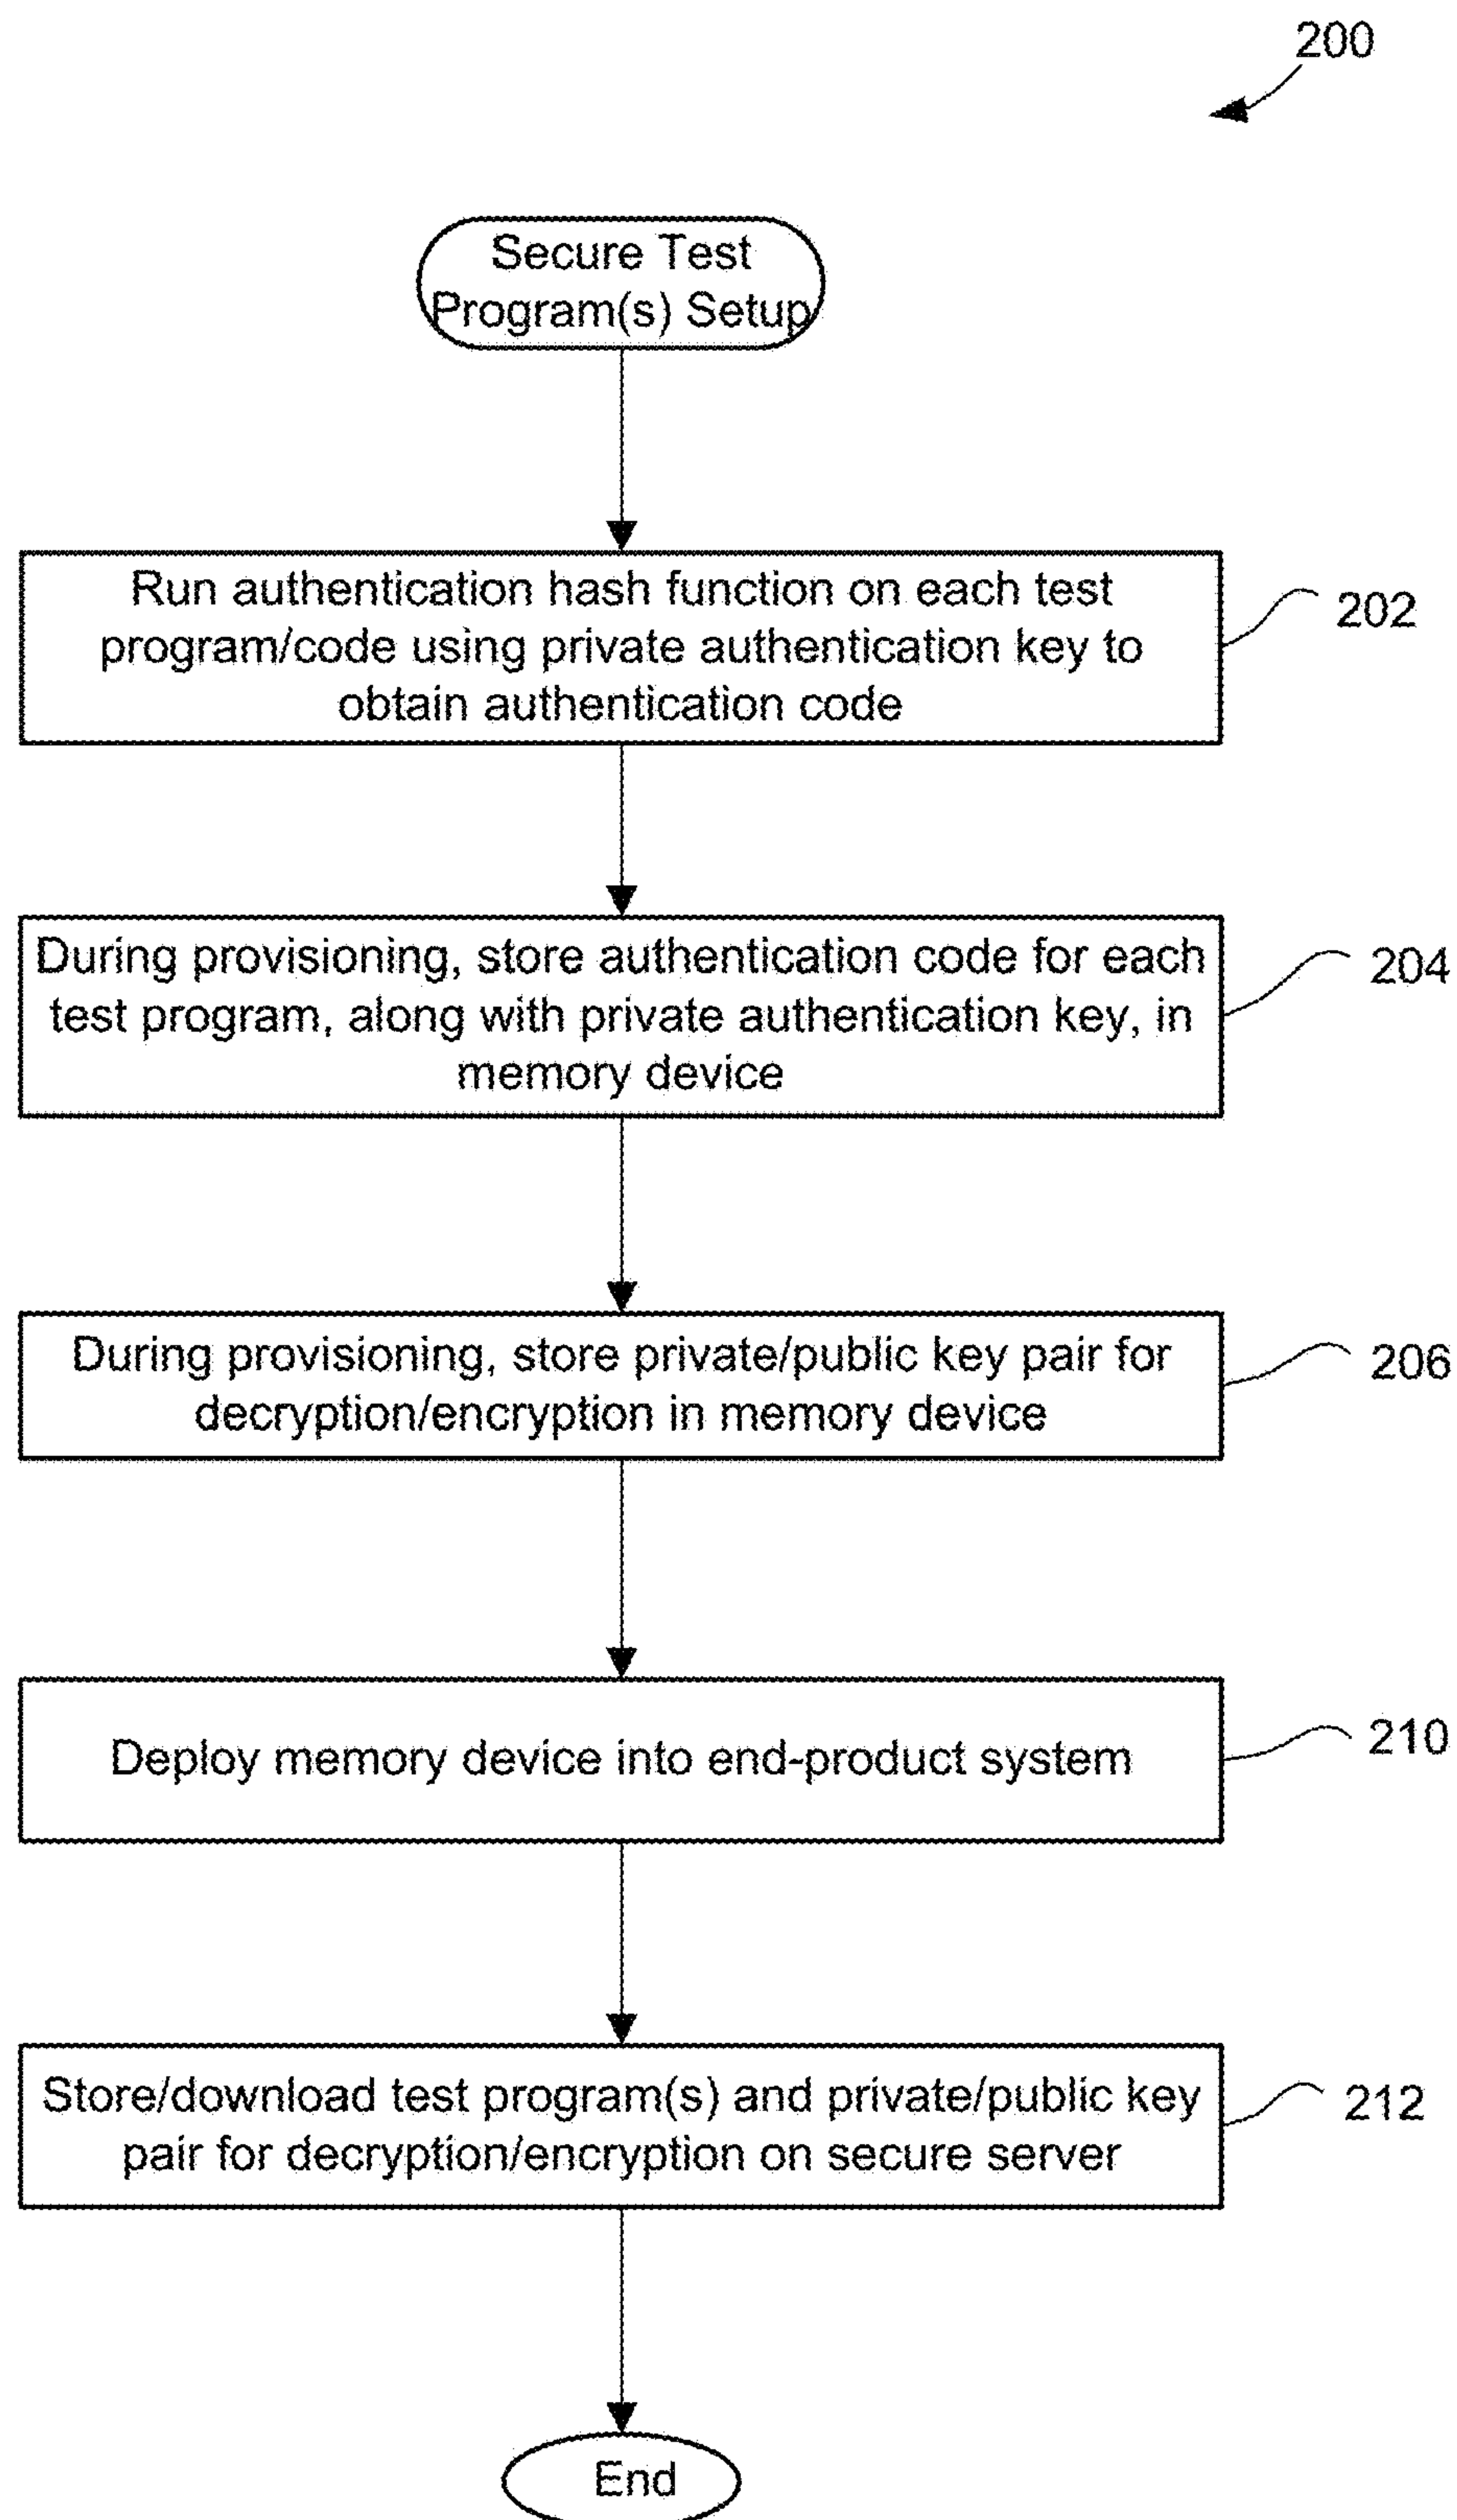 200
Secure Test
Program(s) Setup
Run authentication hash function on each test
program/code using private authentication key to
obtain authentication code
202
During provisioning, store authentication code for each
test program, along with private authentication key, in
memory device
204
During provisioning, store private/public key pair for
decryption/encryption in memory device
206
Deploy memory device into end-product system
210
Store/download test program(s) and private/public key
pair for decryption/encryption on secure server
212
End